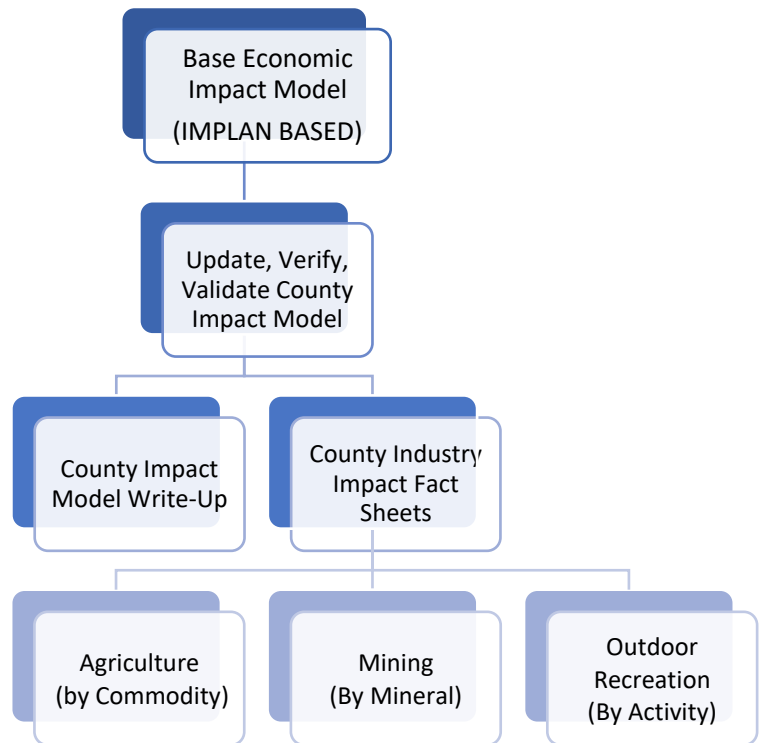 Base Economic
Impact Model
(IMPLAN BASED)
Update, Verify,
Validate County
Impact Model
County Impact
Model Write-Up
County Industry
Impact Fact
Sheets
Agriculture
(by Commodity)
Mining
(By Mineral)
Outdoor
Recreation
(By Activity)